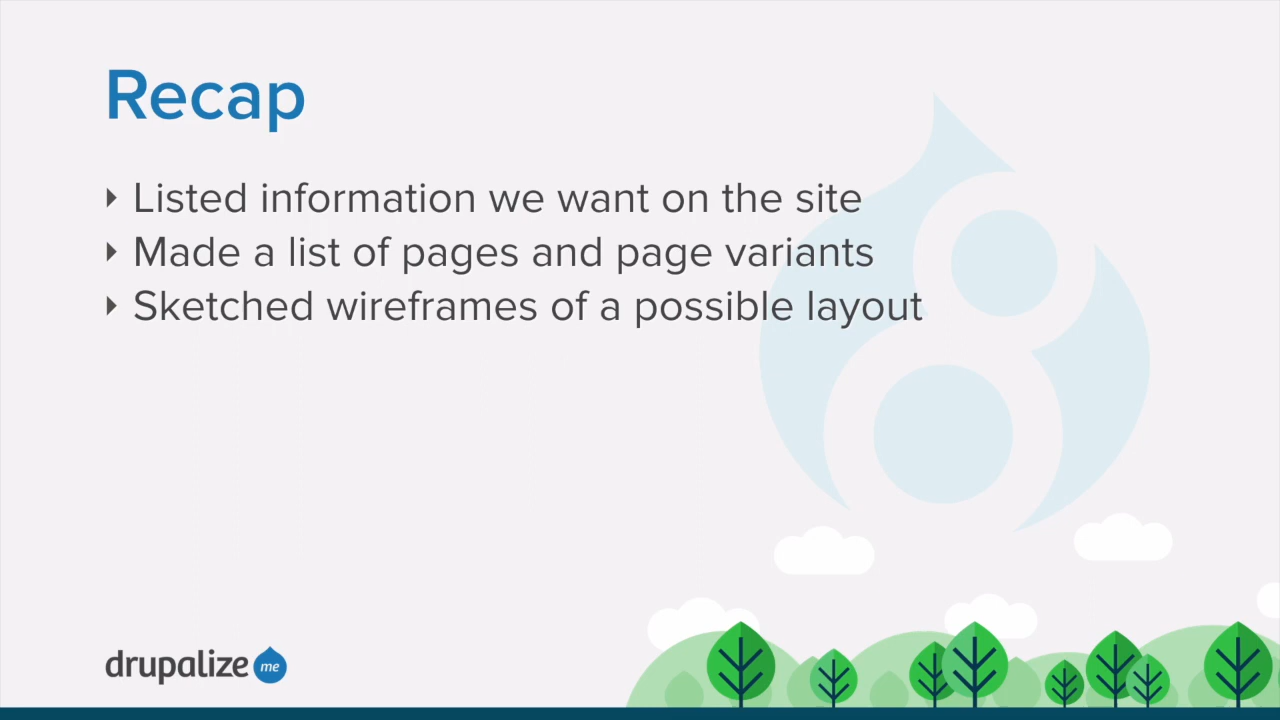 Recap
Listed information we want on the site
Made a list of pages and page variants
Sketched wireframes of a possible layout
drupalize me